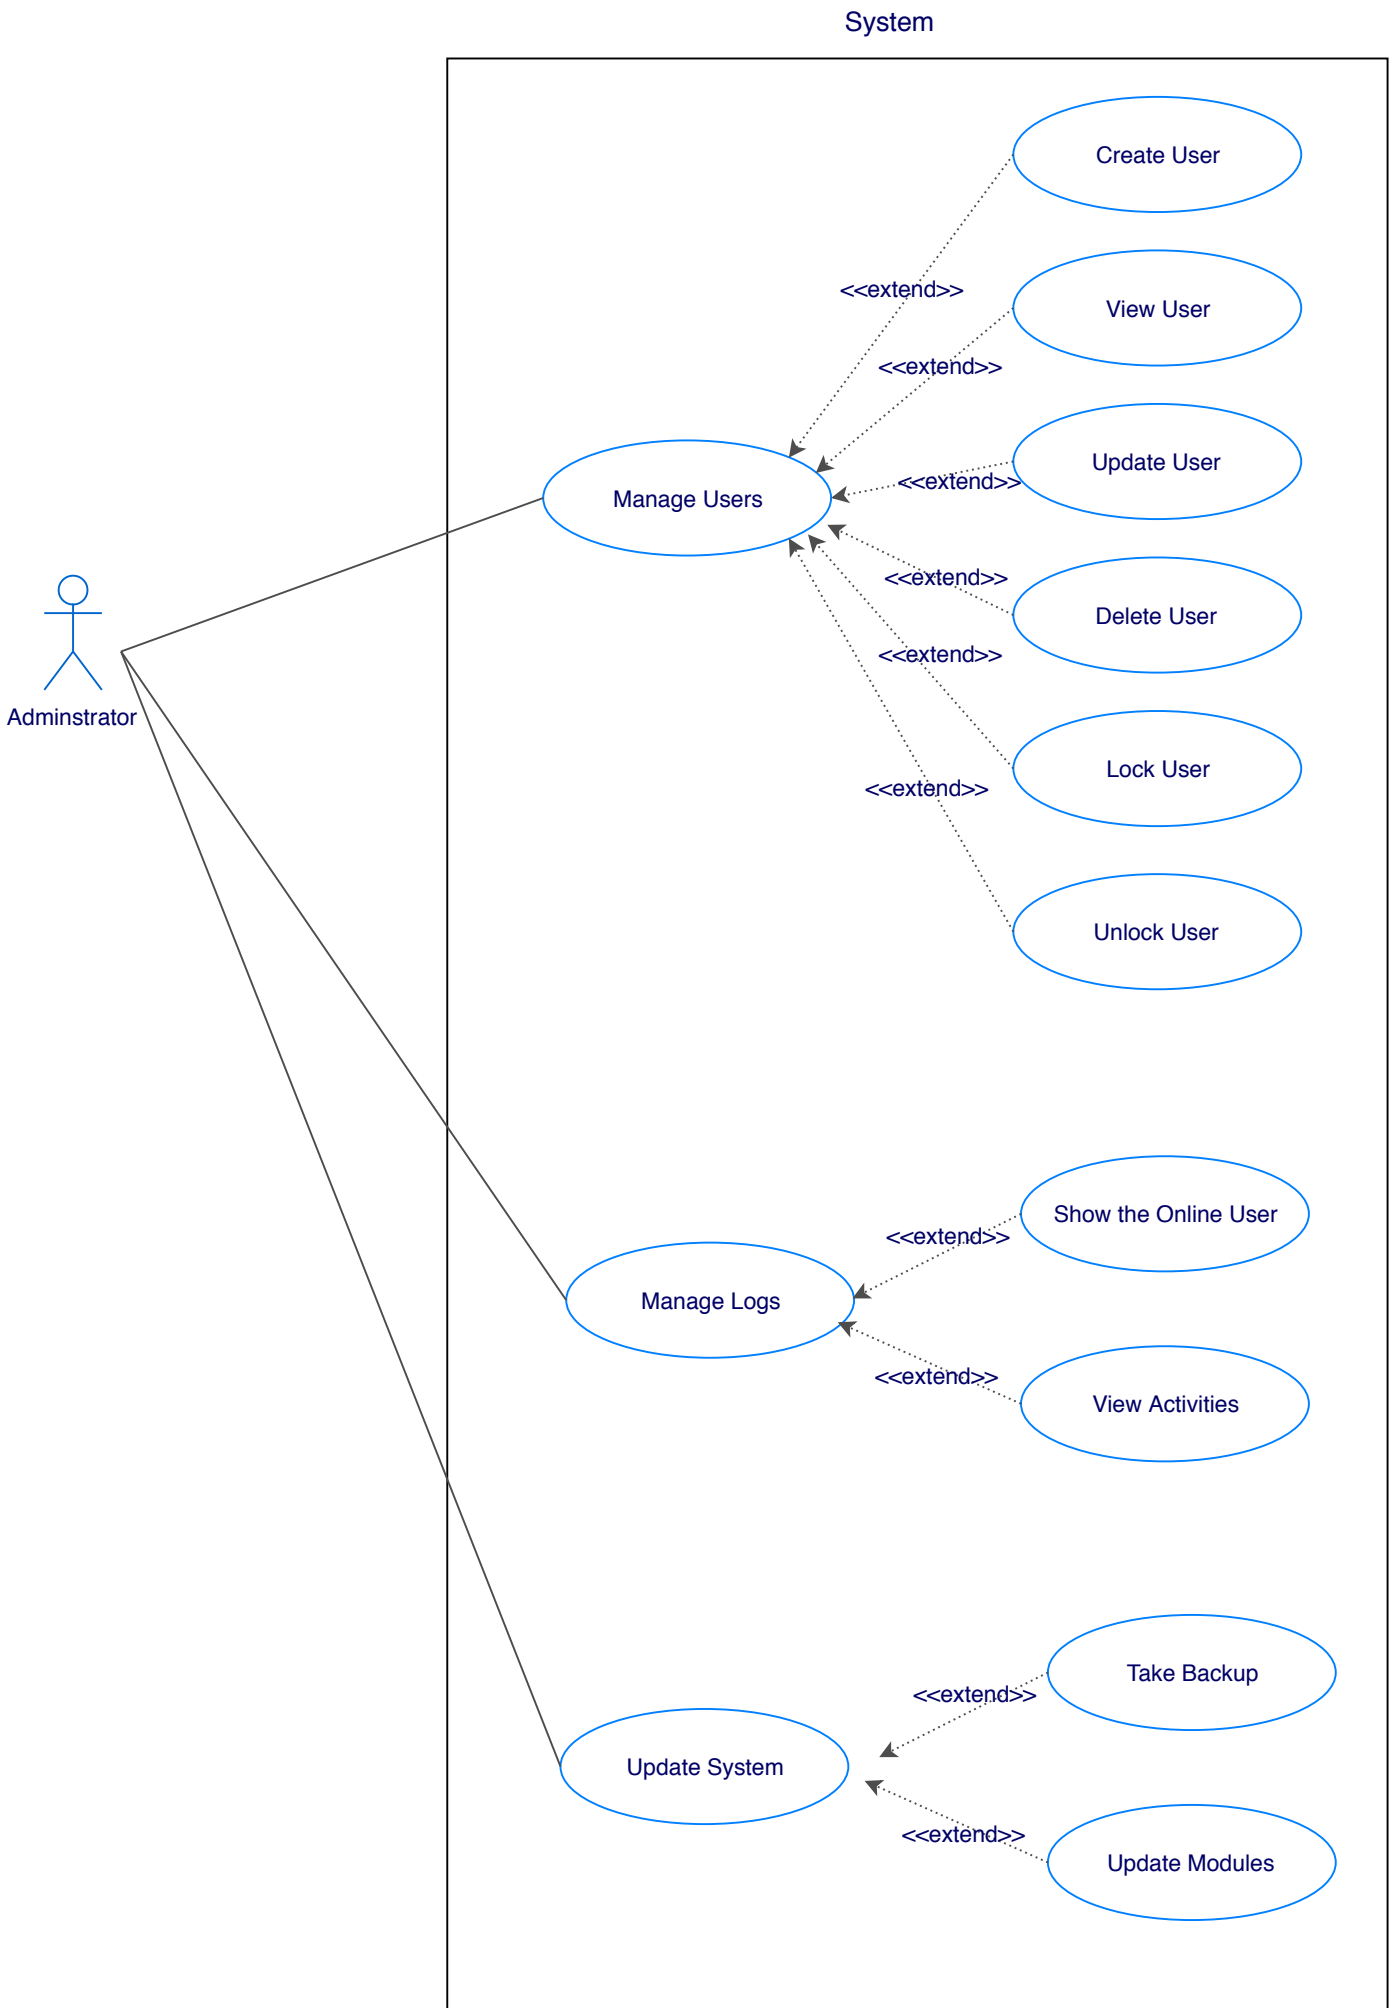 System
Create User
<<extend>>
View User
<<extend>>
Update User
<<extend>>
Manage Users
<<extend>>
Delete User
<<extend>>
Adminstrator
Lock User
<<extend>>
Unlock User
Show the Online User
<<extend>>
Manage Logs
<<extend>>
View Activities
Take Backup
<<extend>>
Update System
<<extend>>
Update Modules